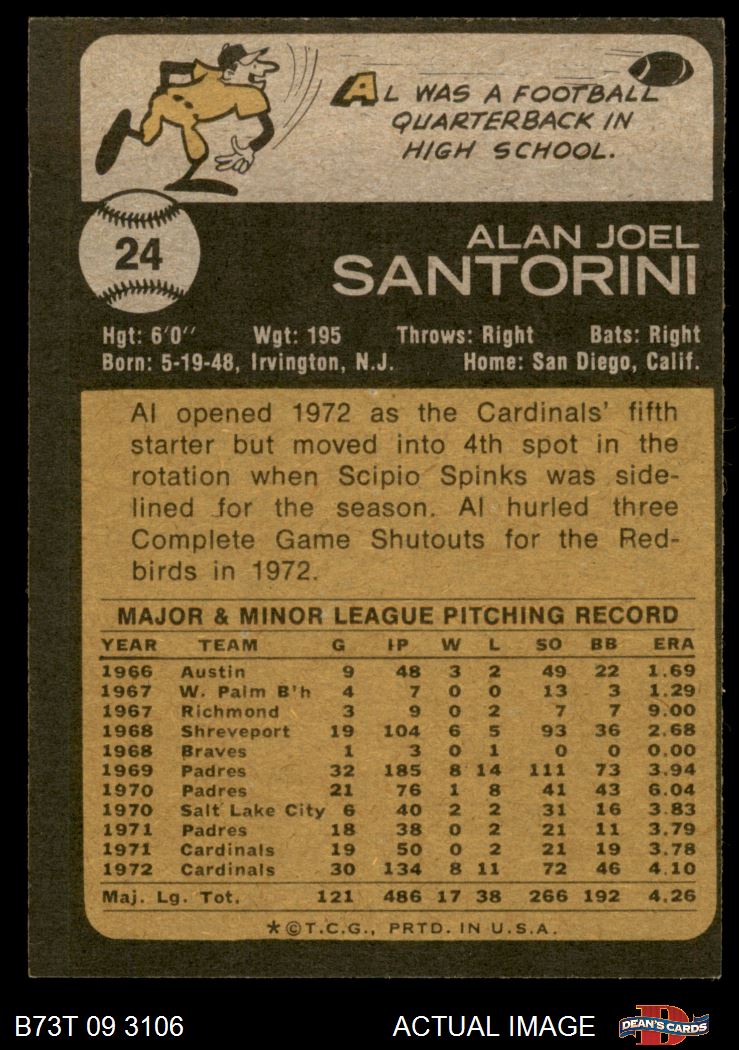 AL WAS A FOOTBALL
QUARTERBACK IN
HIGH SCHOOL.
24
ALAN JOEL
SANTORINI
Hgt: 6'0" Wgt: 195 Throws: Right Bats: Right
Born: 5-19-48, Irvington, N.J. Home: San Diego, Calif.
Al opened 1972 as the Cardinals' fifth
starter but moved into 4th spot in the
rotation when Scipio Spinks was side-
lined for the season. Al hurled three
Complete Game Shutouts for the Red-
birds in 1972.
MAJOR & MINOR LEAGUE PITCHING RECORD
YEAR TEAM G IP W L SO BB ERA
1966 Austin 9 48 3 2 49 22 1.69
1967 W. Palm B'h 4 7 0 0 13 3 1.29
1967 Richmond 3 9 0 2 7 7 9.00
1968 Shreveport 19 104 6 5 93 36 2.68
1968 Braves 1 3 0 1 0 0 0.00
1969 Padres 32 185 8 14 111 73 3.94
1970 Padres 21 76 1 8 41 43 6.04
1970 Salt Lake City 6 40 2 2 31 16 3.83
1971 Padres 18 38 0 2 21 11 3.79
1971 Cardinals 19 50 0 2 21 19 3.78
1972 Cardinals 30 134 8 11 72 46 4.10
Maj. Lg. Tot. 121 486 17 38 266 192 4.26
*©T.C.G., PRTD. IN U.S.A.
B73T 09 3106 ACTUAL IMAGE D DEAN'S CARDS